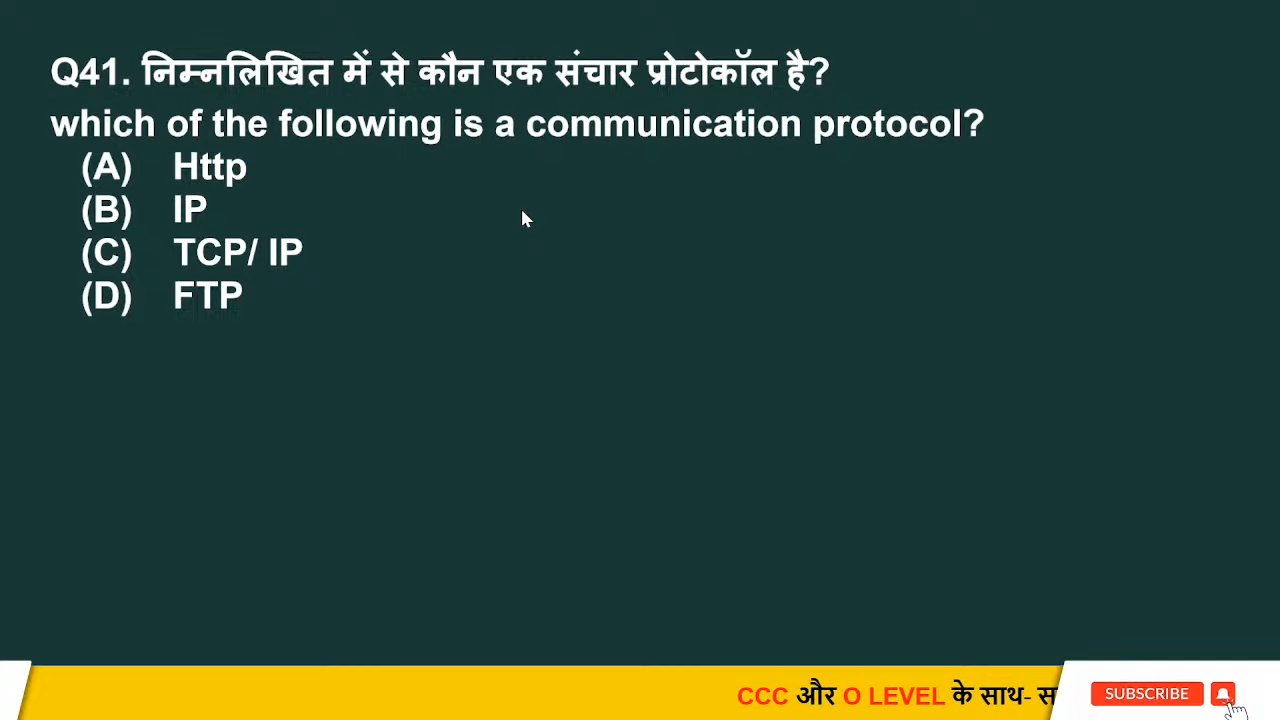 Q41. निम्नलिखित में से कौन एक संचार प्रोटोकॉल है?
which of the following is a communication protocol?
(A) Http
(B) IP
(C) TCP/ IP
(D) FTP
CCC और O LEVEL के साथ-
SUBSCRIBE